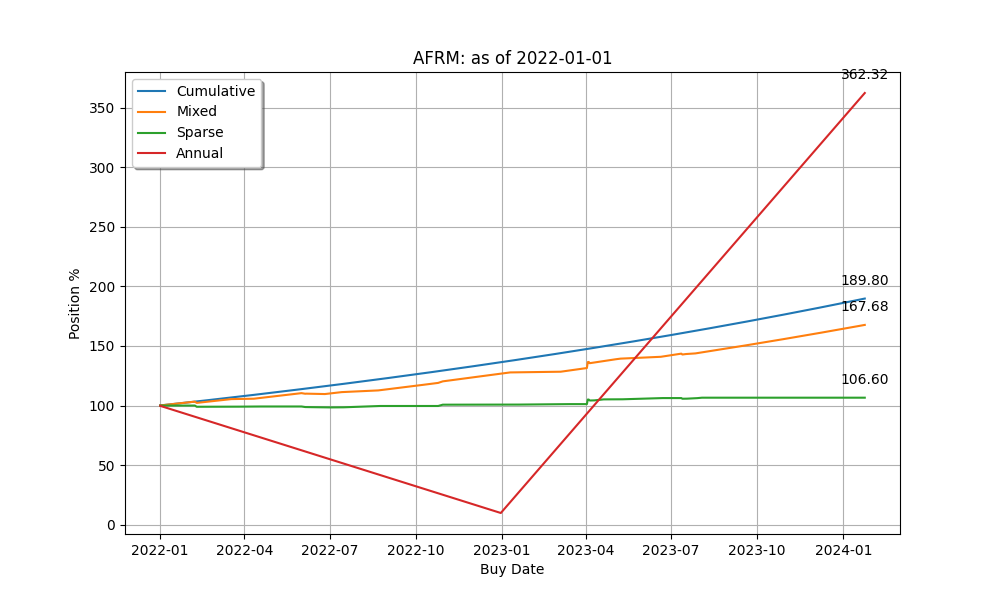 AFRM: as of 2022-01-01
362.32
Cumulative
Mixed
Sparse
Annual
350
300
250
200
150
100
50
0
Position %
189.80
167.68
106.60
2022-01 2022-04 2022-07 2022-10 2023-01 2023-04 2023-07 2023-10 2024-01
Buy Date